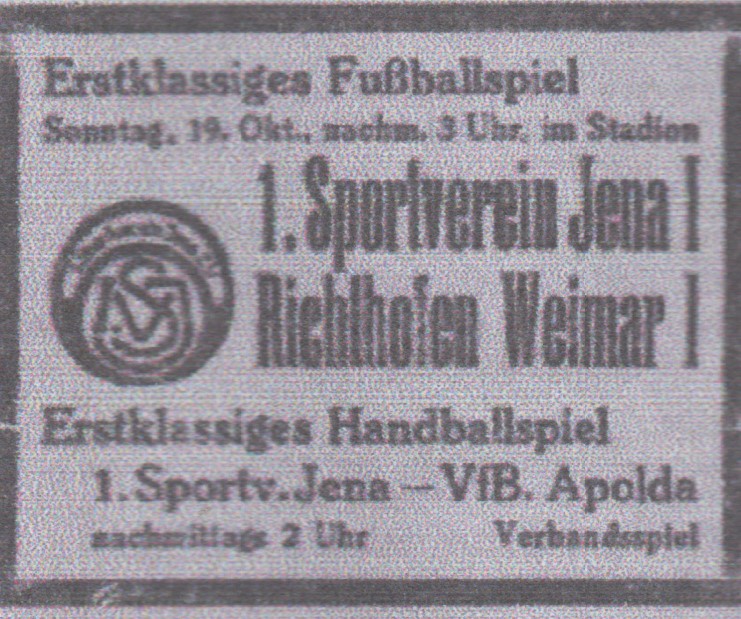 Erstklassiges Fußballspiel
Sonntag, 19. Okt., nachm. 3 Uhr im Stadion
1. Sportverein Jena I
Richthofen Weimar I
Erstklassiges Handballspiel
1. Sportv. Jena – VfB. Apolda
nachmittags 2 Uhr Verbandsspiel